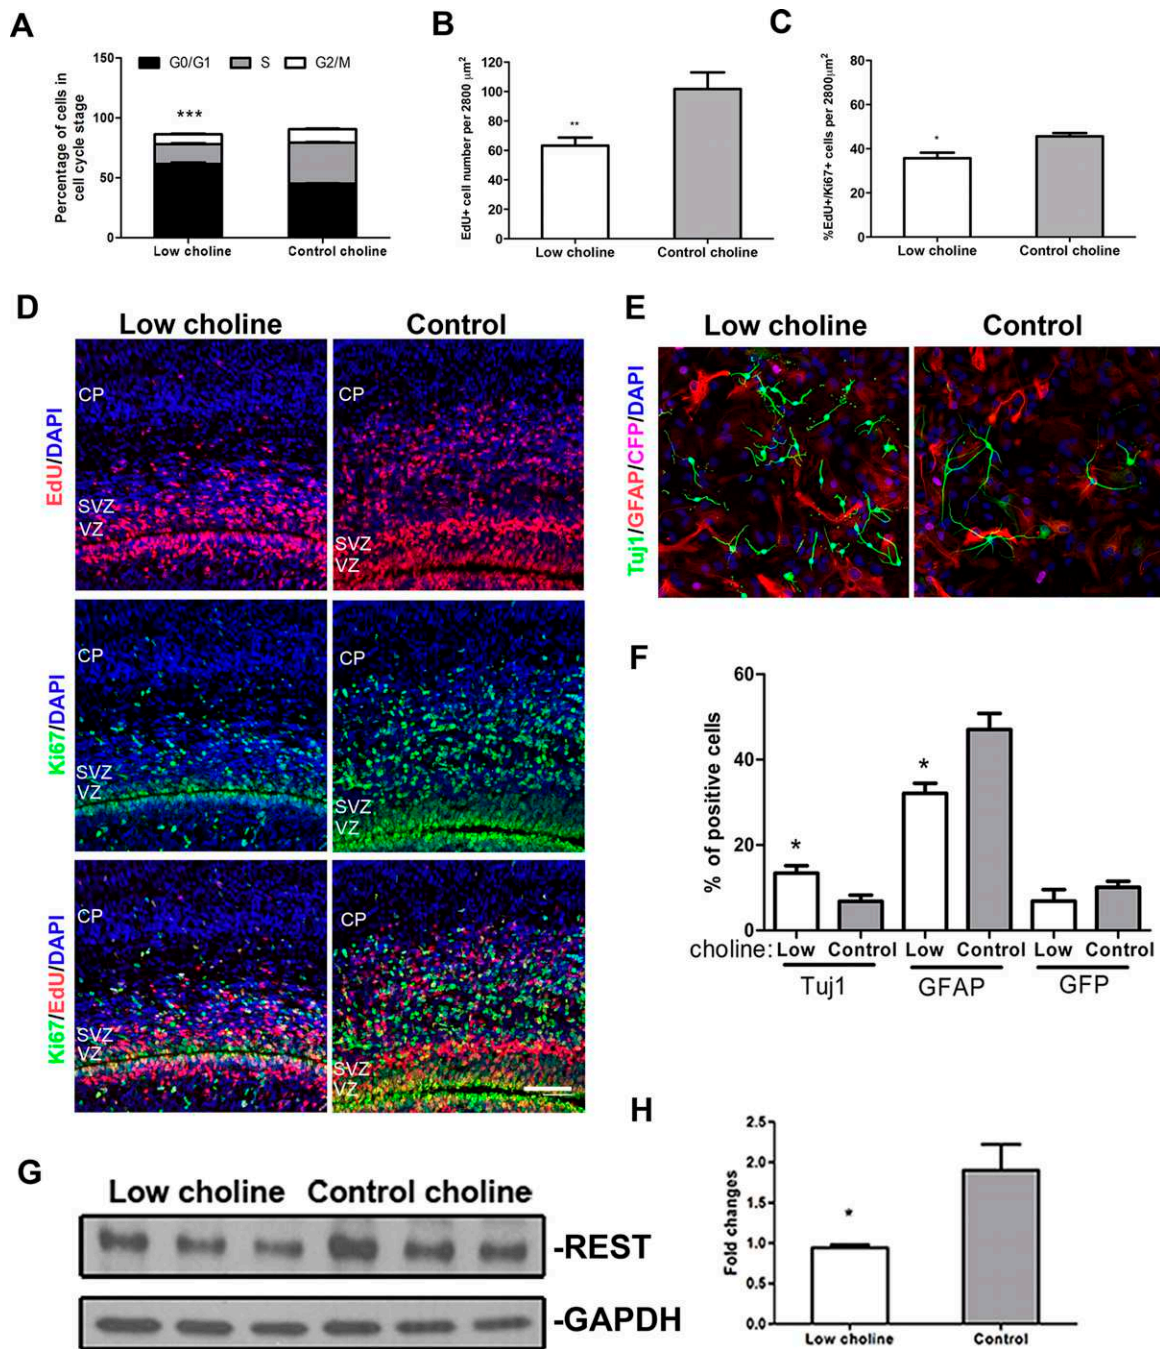 A
150
100
50
0
Percentage of cells in
cell cycle stage
G0/G1 S G2/M
***
Low choline Control choline
B
120
100
80
60
40
20
0
EdU+ cell number per 2800 µm²
**
Low choline Control choline
C
80
60
40
20
0
%EdU+/Ki67+ cells per 2800µm²
*
Low choline Control choline
D
Low choline Control
EdU/DAPI
CP
SVZ
VZ
CP
SVZ
VZ
Ki67/DAPI
CP
SVZ
VZ
CP
SVZ
VZ
Ki67/EdU/DAPI
CP
SVZ
VZ
CP
SVZ
VZ
E
Low choline Control
Tuj1/GFAP/CFP/DAPI
F
60
40
20
0
% of positive cells
* *
choline: Low Control Low Control Low Control
Tuj1 GFAP GFP
G
Low choline Control choline
-REST
-GAPDH
H
2.5
2.0
1.5
1.0
0.5
0.0
Fold changes
*
Low choline Control